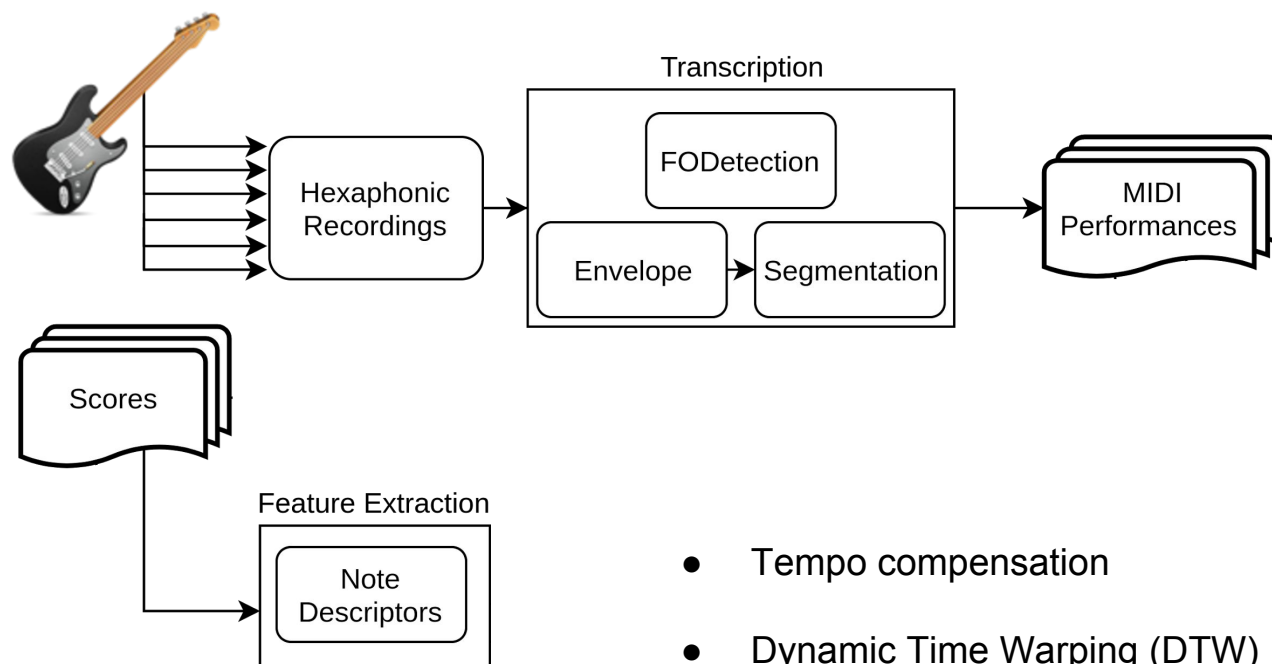 Transcription
FODetection
Hexaphonic
Recordings
MIDI
Performances
Envelope
Segmentation
Scores
Feature Extraction
Note
Descriptors
● Tempo compensation
● Dynamic Time Warping (DTW)